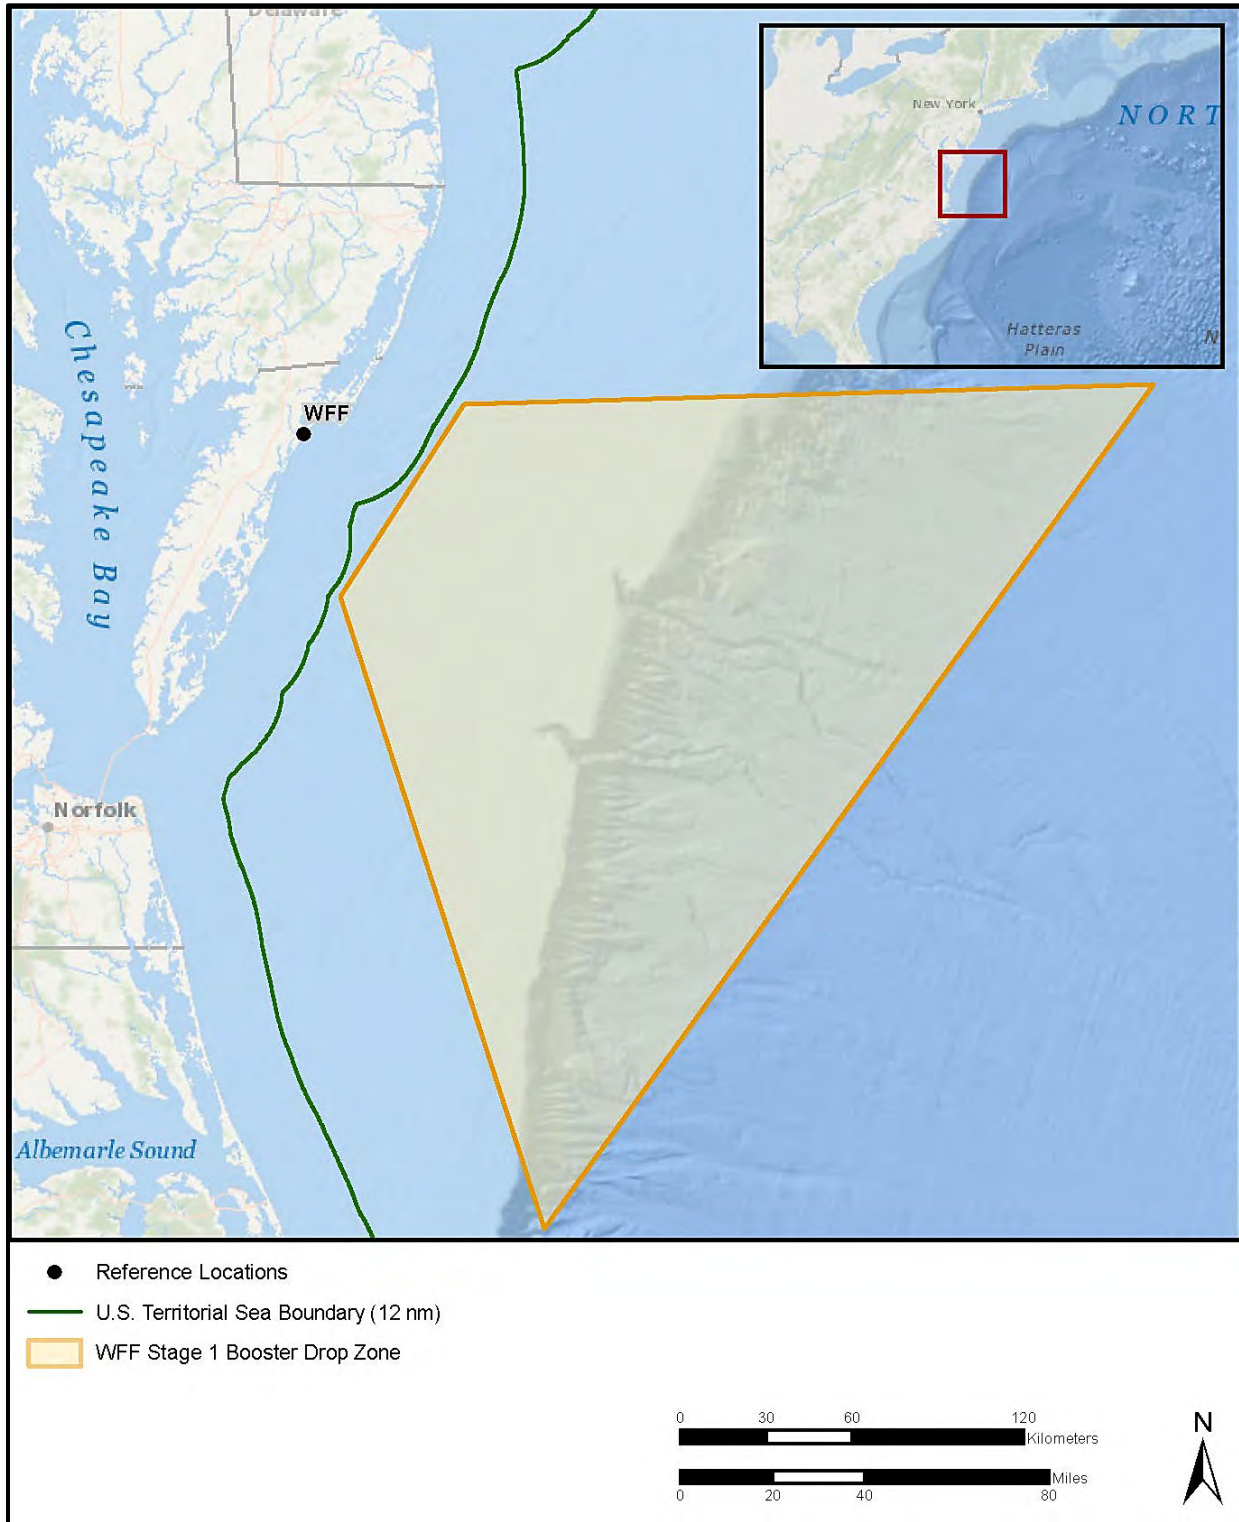 Delaware
New York
NORT
Hatteras
Plain
N
WFF
Chesapeake Bay
Norfolk
Albemarle Sound
Reference Locations
U.S. Territorial Sea Boundary (12 nm)
WFF Stage 1 Booster Drop Zone
0 30 60 120
Kilometers
Miles
0 20 40 80
N